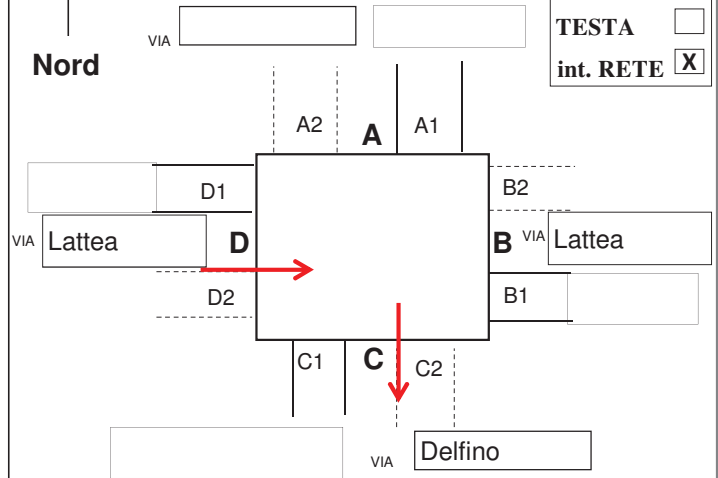 TESTA
VIA
Nord
int. RETE X
A2 A A1
D1 B2
VIA Lattea D B VIA Lattea
D2 B1
C1 C C2
VIA Delfino